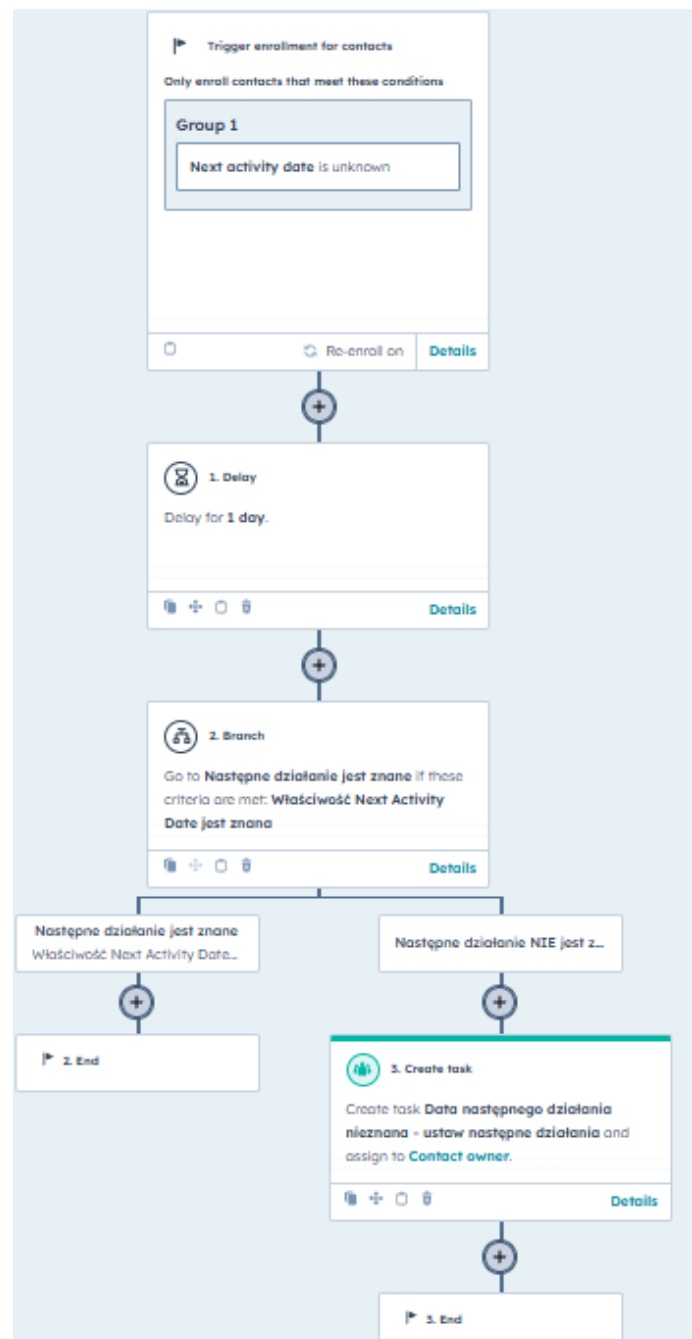 Trigger enrollment for contacts
Only enroll contacts that meet these conditions
Group 1
Next activity date is unknown
Re-enroll on Details
1. Delay
Delay for 1 day.
Details
2. Branch
Go to Następne działanie jest znane if these
criteria are met: Właściwość Next Activity
Date jest znana
Details
Następne działanie jest znane
Właściwość Next Activity Date...
Następne działanie NIE jest z...
2. End
3. Create task
Create task Data następnego działania
nieznana - ustaw następne działania and
assign to Contact owner.
Details
3. End